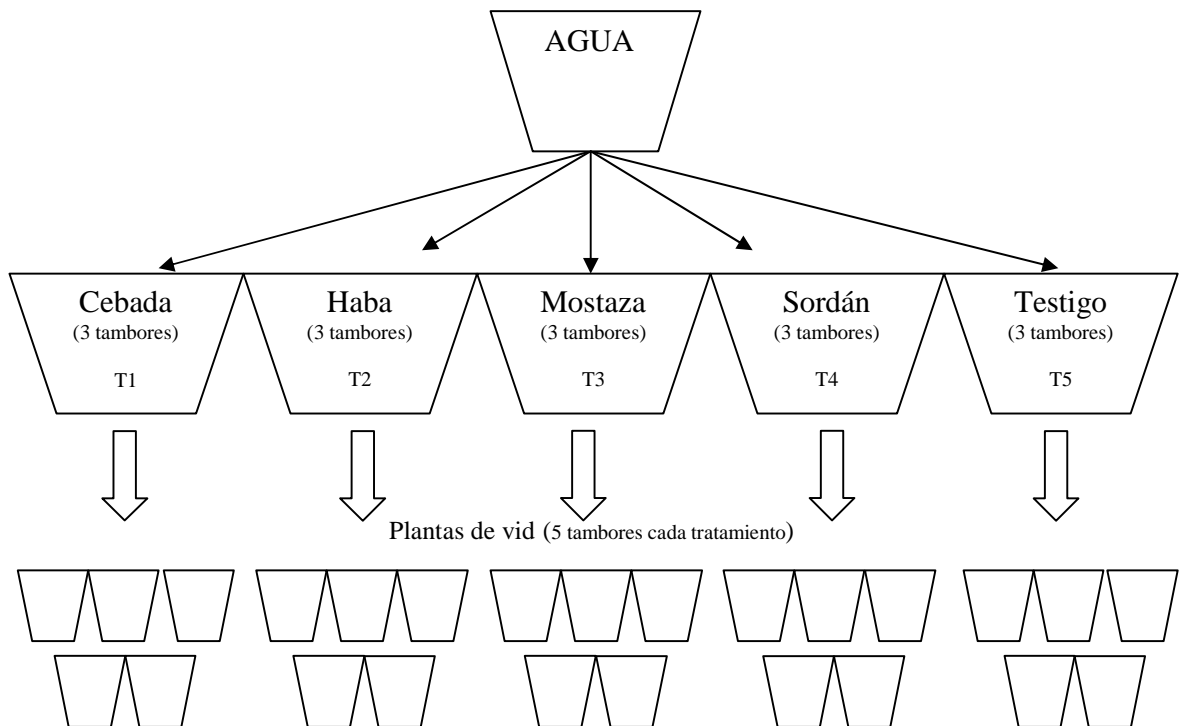 AGUA
Cebada
(3 tambores)
T1
Haba
(3 tambores)
T2
Mostaza
(3 tambores)
T3
Sordán
(3 tambores)
T4
Testigo
(3 tambores)
T5
Plantas de vid (5 tambores cada tratamiento)